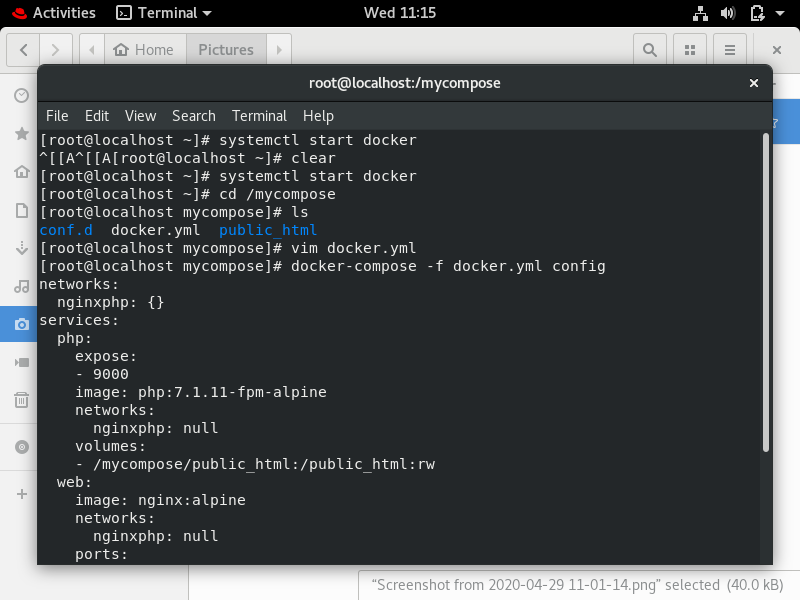 Activities Terminal Wed 11:15
Home Pictures
root@localhost:/mycompose
File Edit View Search Terminal Help
[root@localhost ~]# systemctl start docker
^[[A^[[A[root@localhost ~]# clear
[root@localhost ~]# systemctl start docker
[root@localhost ~]# cd /mycompose
[root@localhost mycompose]# ls
conf.d  docker.yml  public_html
[root@localhost mycompose]# vim docker.yml
[root@localhost mycompose]# docker-compose -f docker.yml config
networks:
  nginxphp: {}
services:
  php:
    expose:
    - 9000
    image: php:7.1.11-fpm-alpine
    networks:
      nginxphp: null
    volumes:
    - /mycompose/public_html:/public_html:rw
  web:
    image: nginx:alpine
    networks:
      nginxphp: null
    ports:
“Screenshot from 2020-04-29 11-01-14.png” selected (40.0 kB)